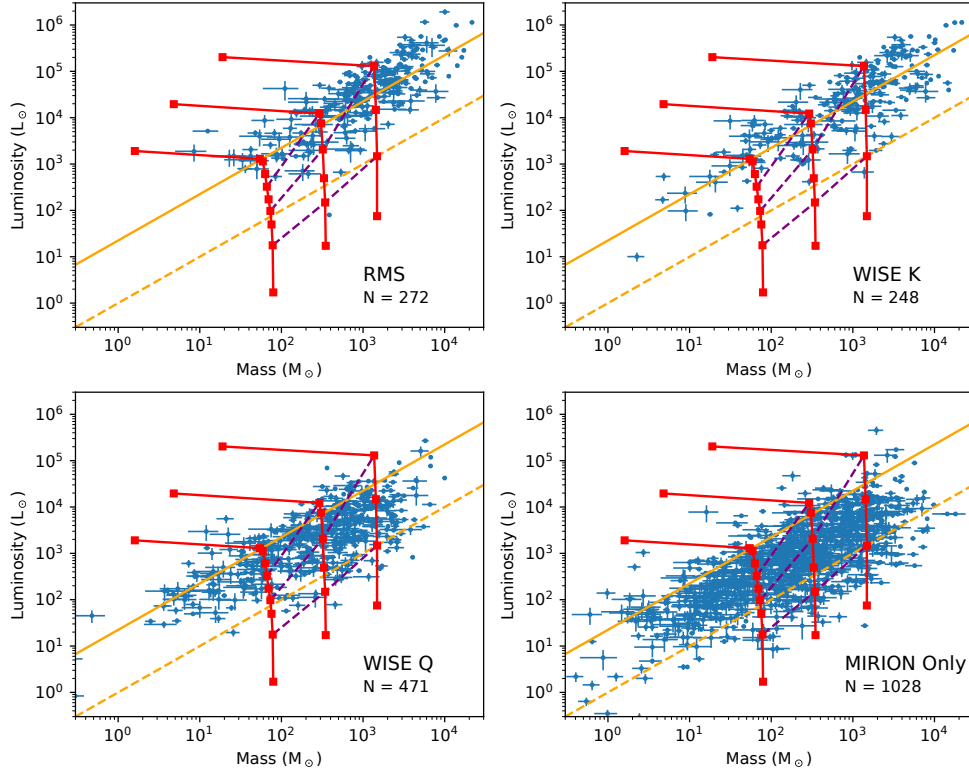 10⁶
10⁵
10⁴
10³
10²
10¹
10⁰
Luminosity (L⊙)
RMS
N = 272
10⁰ 10¹ 10² 10³ 10⁴
Mass (M⊙)
10⁶
10⁵
10⁴
10³
10²
10¹
10⁰
Luminosity (L⊙)
WISE K
N = 248
10⁰ 10¹ 10² 10³ 10⁴
Mass (M⊙)
10⁶
10⁵
10⁴
10³
10²
10¹
10⁰
Luminosity (L⊙)
WISE Q
N = 471
10⁰ 10¹ 10² 10³ 10⁴
Mass (M⊙)
10⁶
10⁵
10⁴
10³
10²
10¹
10⁰
Luminosity (L⊙)
MIRION Only
N = 1028
10⁰ 10¹ 10² 10³ 10⁴
Mass (M⊙)